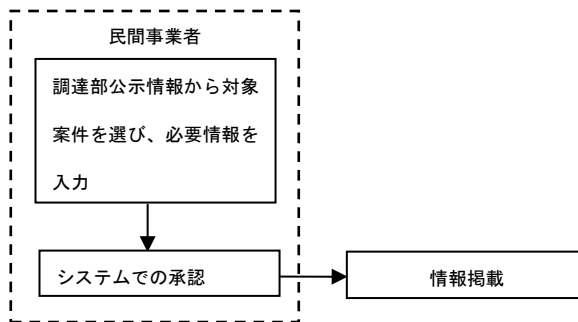 民間事業者
調達部公示情報から対象
案件を選び、必要情報を
入力
システムでの承認
情報掲載